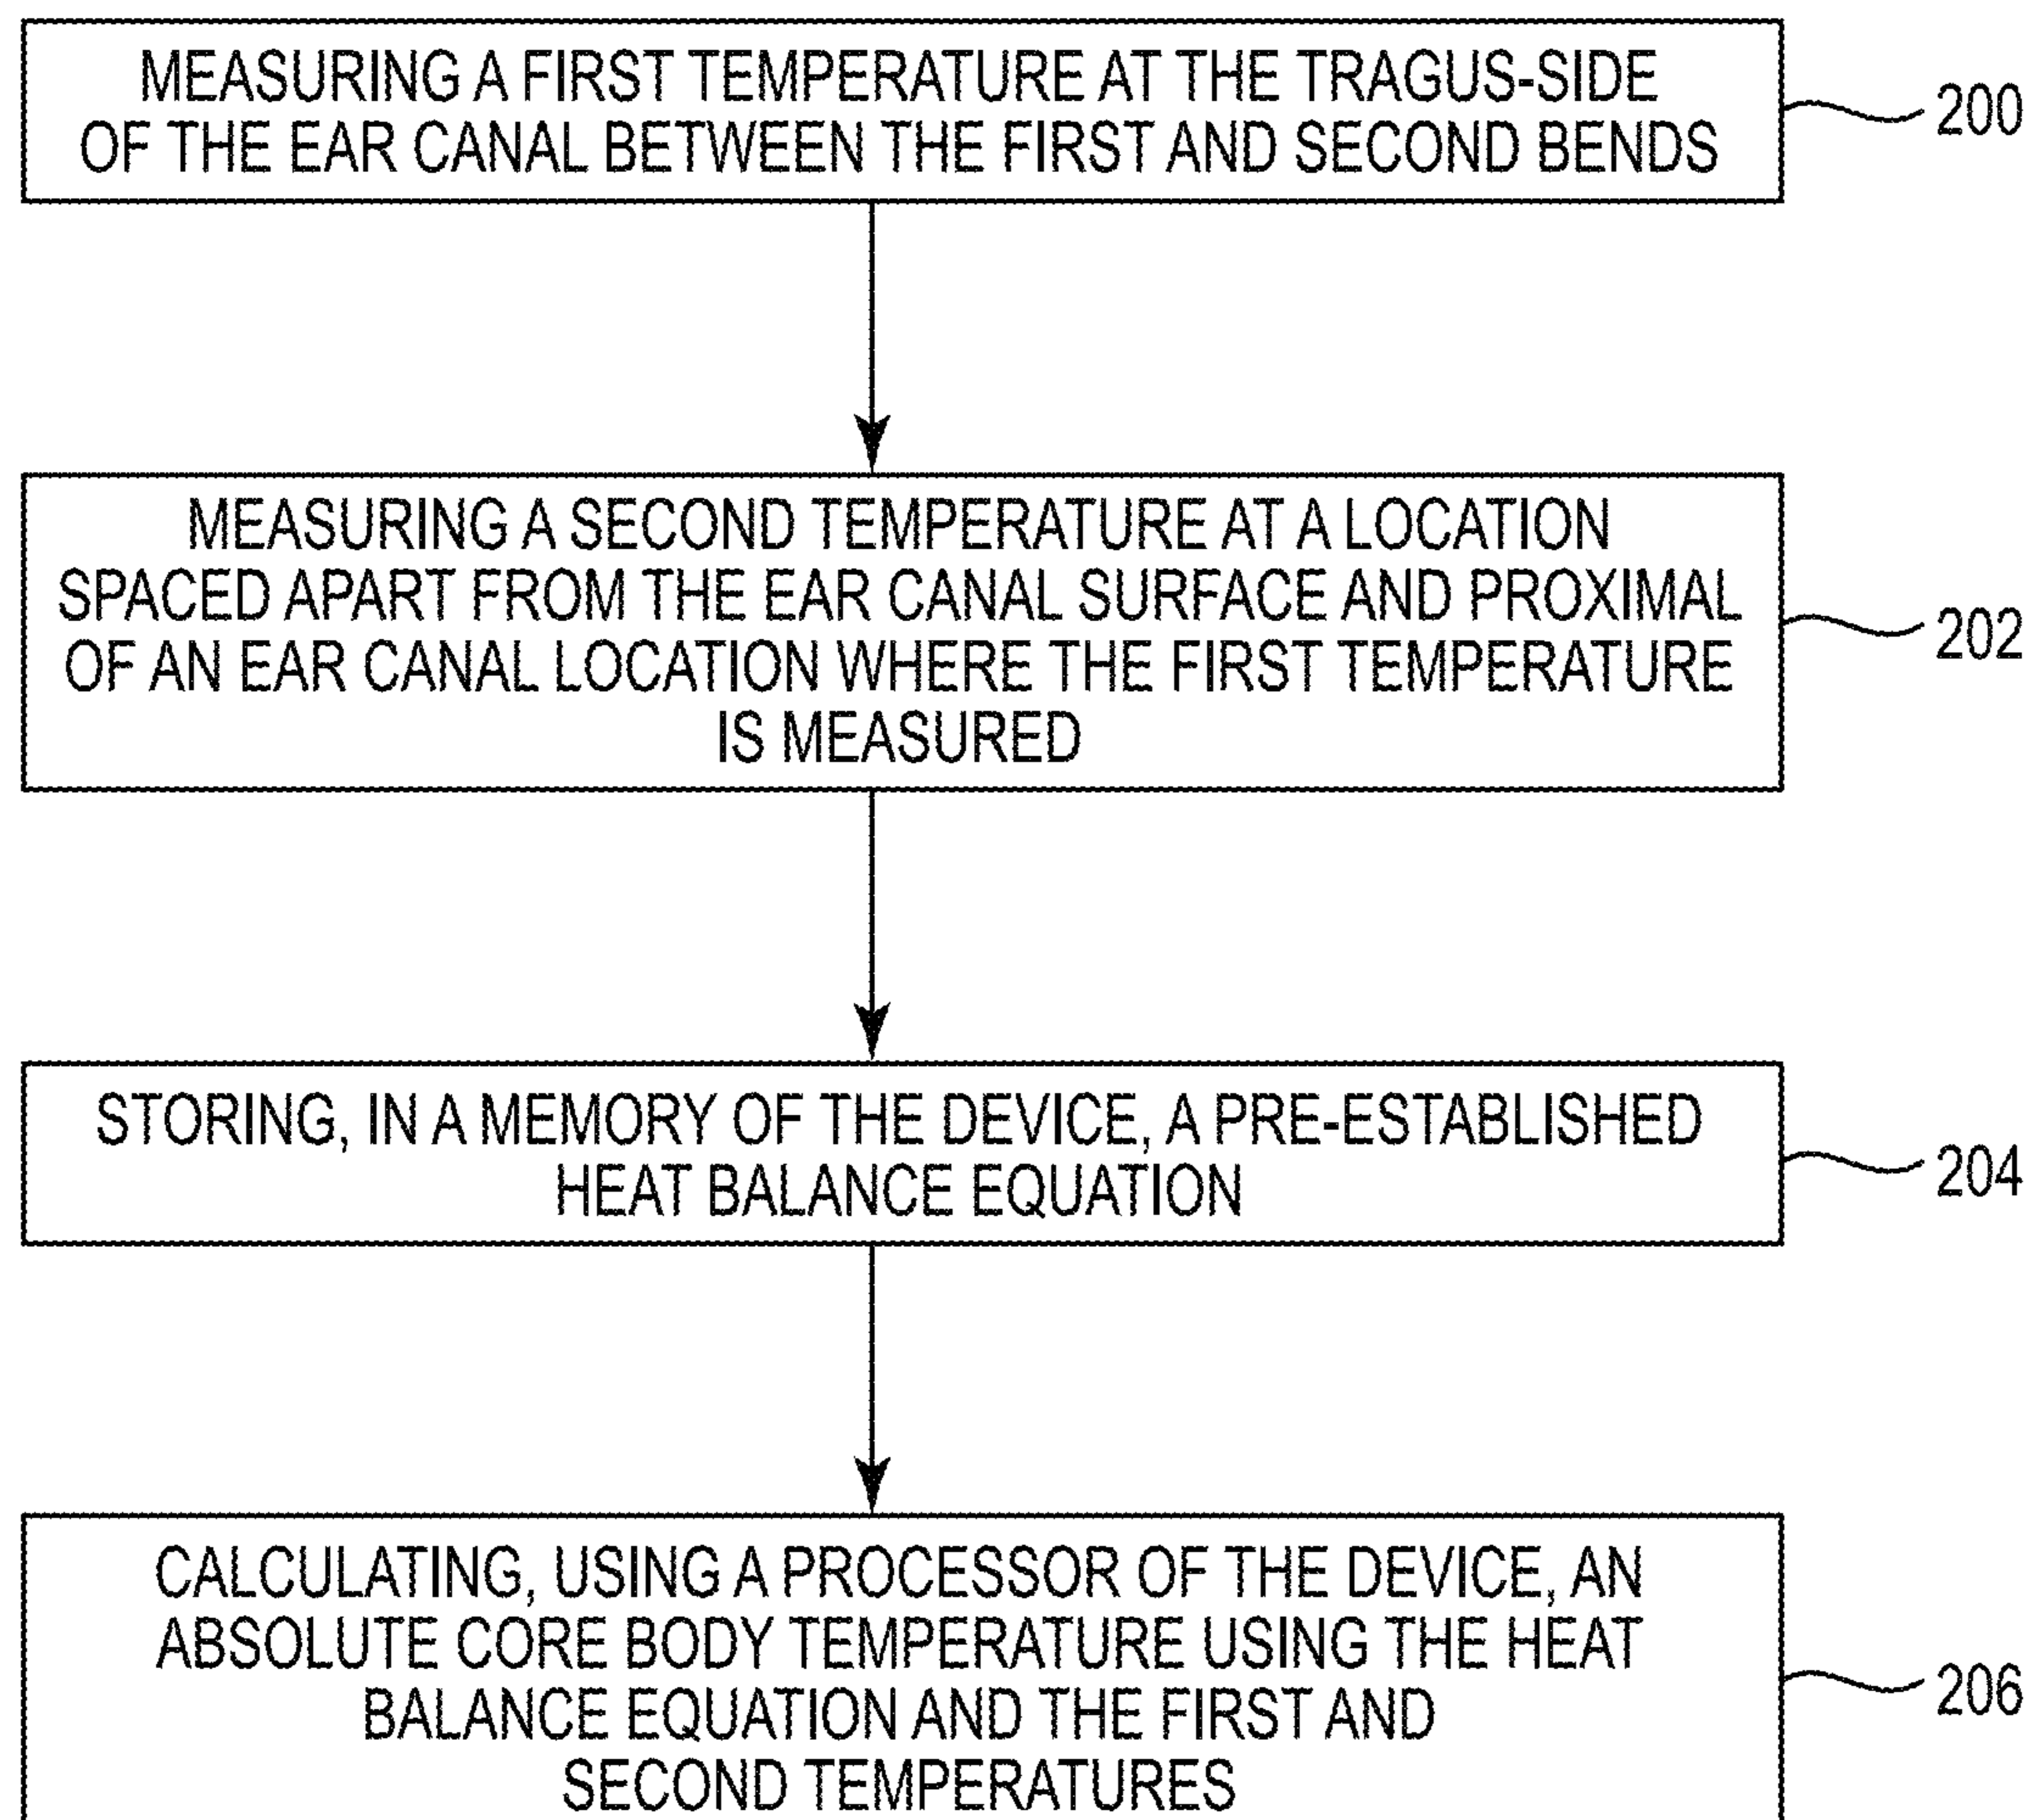 MEASURING A FIRST TEMPERATURE AT THE TRAGUS-SIDE
OF THE EAR CANAL BETWEEN THE FIRST AND SECOND BENDS
200
MEASURING A SECOND TEMPERATURE AT A LOCATION
SPACED APART FROM THE EAR CANAL SURFACE AND PROXIMAL
OF AN EAR CANAL LOCATION WHERE THE FIRST TEMPERATURE
IS MEASURED
202
STORING, IN A MEMORY OF THE DEVICE, A PRE-ESTABLISHED
HEAT BALANCE EQUATION
204
CALCULATING, USING A PROCESSOR OF THE DEVICE, AN
ABSOLUTE CORE BODY TEMPERATURE USING THE HEAT
BALANCE EQUATION AND THE FIRST AND
SECOND TEMPERATURES
206